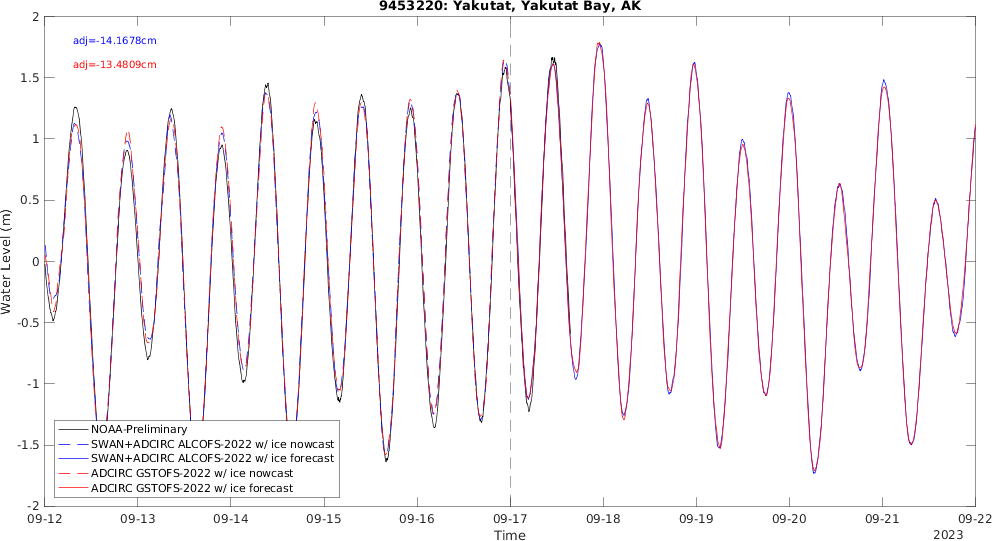 9453220: Yakutat, Yakutat Bay, AK
2
adj=-14.1678cm
adj=-13.4809cm
1.5
1
0.5
0
-0.5
-1
-1.5
-2
Water Level (m)
NOAA-Preliminary
SWAN+ADCIRC ALCOFS-2022 w/ ice nowcast
SWAN+ADCIRC ALCOFS-2022 w/ ice forecast
ADCIRC GSTOFS-2022 w/ ice nowcast
ADCIRC GSTOFS-2022 w/ ice forecast
09-12 09-13 09-14 09-15 09-16 09-17 09-18 09-19 09-20 09-21 09-22
Time
2023